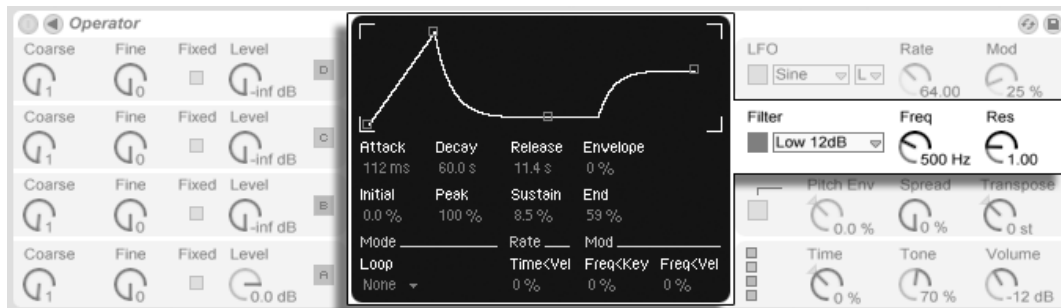 Operator
Coarse Fine Fixed Level
1 0 -inf dB D
Coarse Fine Fixed Level
1 0 -inf dB C
Coarse Fine Fixed Level
1 0 -inf dB B
Coarse Fine Fixed Level
1 0 0.0 dB A
Attack Decay Release Envelope
112 ms 60.0 s 11.4 s 0 %
Initial Peak Sustain End
0.0 % 100 % 8.5 % 59 %
Mode Rate Mod
Loop Time<Vel Freq<Key Freq<Vel
None 0 % 0 % 0 %
LFO Rate Mod
Sine L 64.00 25 %
Filter Freq Res
Low 12dB 500 Hz 1.00
Pitch Env Spread Transpose
0.0 % 0 % 0 st
Time Tone Volume
0 % 70 % -12 dB